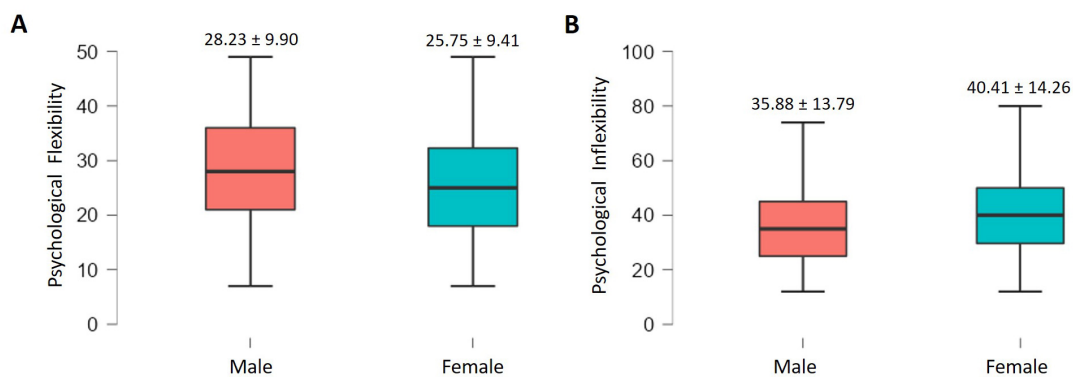 A
28.23 ± 9.90
25.75 ± 9.41
Psychological Flexibility
50
40
30
20
10
0
Male
Female
B
35.88 ± 13.79
40.41 ± 14.26
Psychological Inflexibility
100
80
60
40
20
0
Male
Female